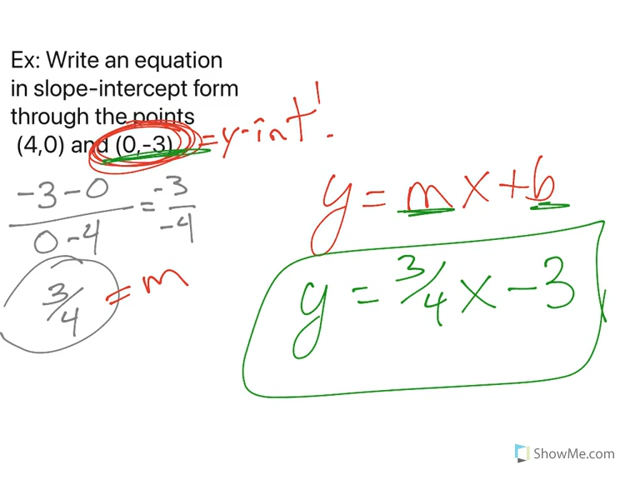 Ex: Write an equation
in slope-intercept form
through the points
(4,0) and (0,-3) = y-int!
-3-0/0-4 = -3/-4
y = mx + b
3/4 = m
y = 3/4 x - 3
ShowMe.com